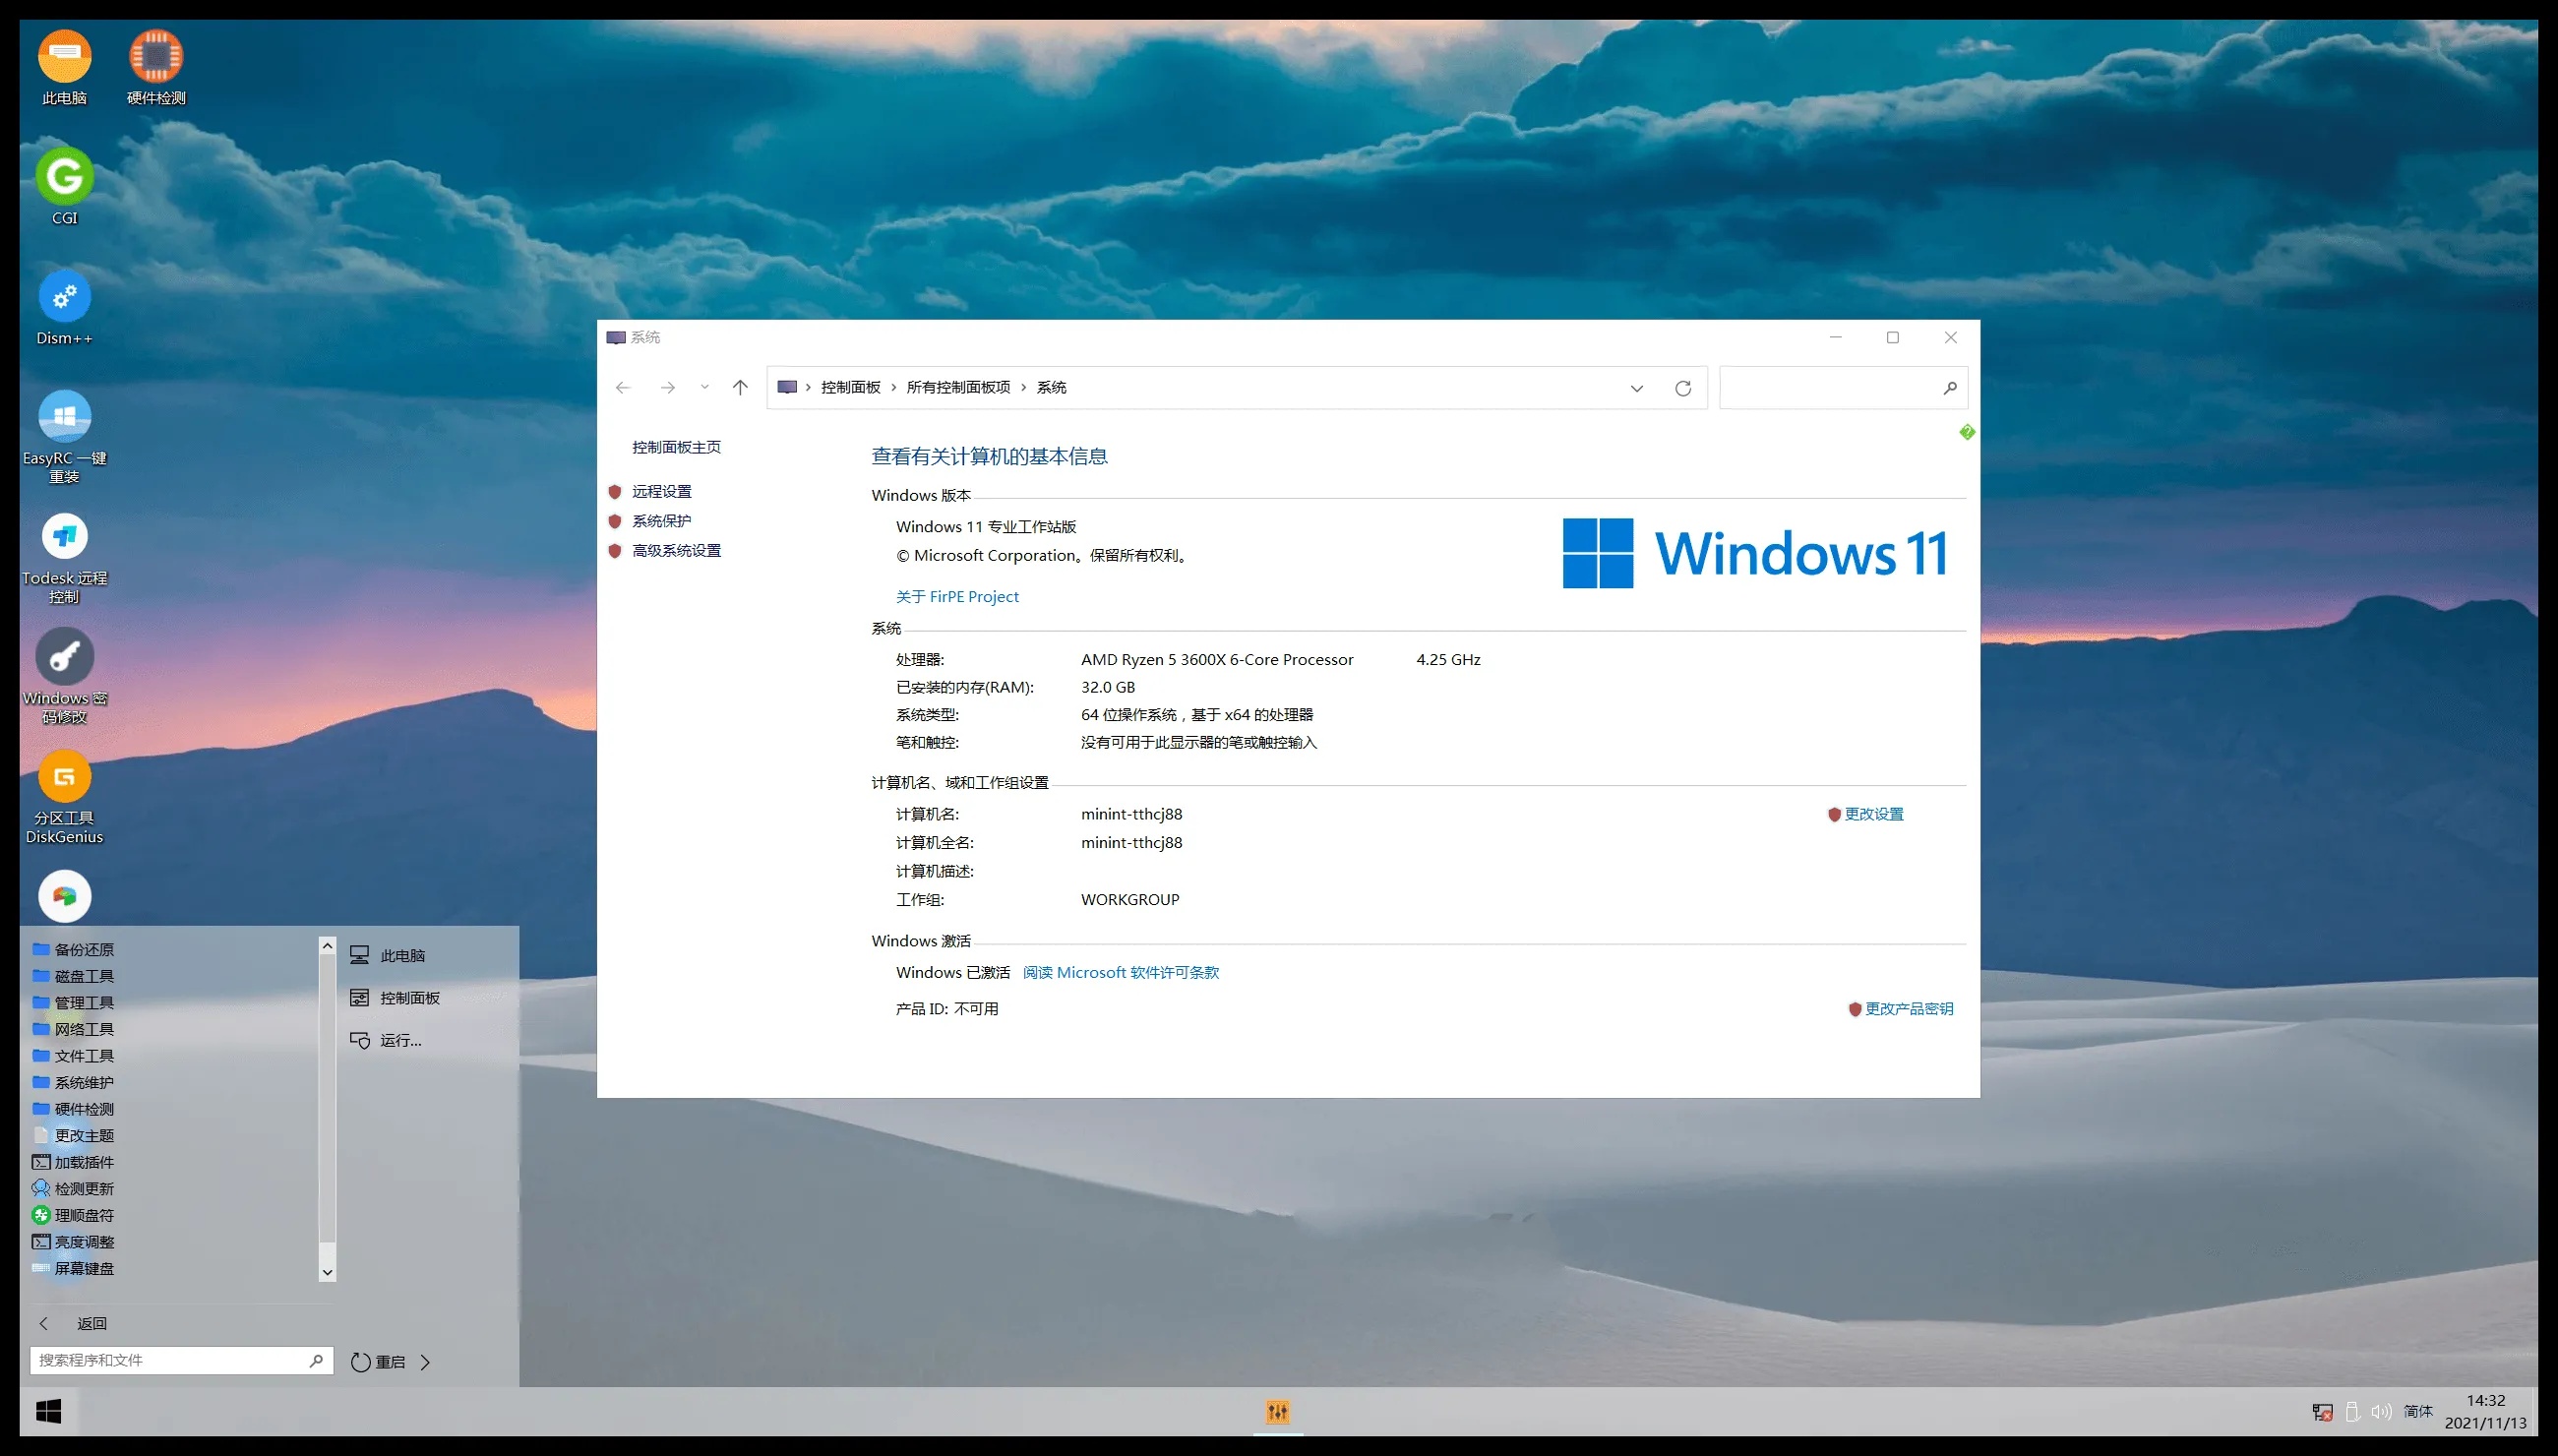 此电脑
硬件检测
CGI
Dism++
EasyRC 一键
重装
Todesk 远程
控制
Windows 密
码修改
分区工具
DiskGenius
系统
控制面板 › 所有控制面板项 › 系统
控制面板主页
远程设置
系统保护
高级系统设置
查看有关计算机的基本信息
Windows 版本
Windows 11 专业工作站版
© Microsoft Corporation。保留所有权利。
关于 FirPE Project
Windows 11
系统
处理器: AMD Ryzen 5 3600X 6-Core Processor 4.25 GHz
已安装的内存(RAM): 32.0 GB
系统类型: 64 位操作系统，基于 x64 的处理器
笔和触控: 没有可用于此显示器的笔或触控输入
计算机名、域和工作组设置
计算机名: minint-tthcj88 更改设置
计算机全名: minint-tthcj88
计算机描述:
工作组: WORKGROUP
Windows 激活
Windows 已激活 阅读 Microsoft 软件许可条款
产品 ID: 不可用 更改产品密钥
备份还原
磁盘工具
管理工具
网络工具
文件工具
系统维护
硬件检测
更改主题
加载插件
检测更新
理顺盘符
亮度调整
屏幕键盘
返回
搜索程序和文件
此电脑
控制面板
运行...
重启
简体
14:32
2021/11/13